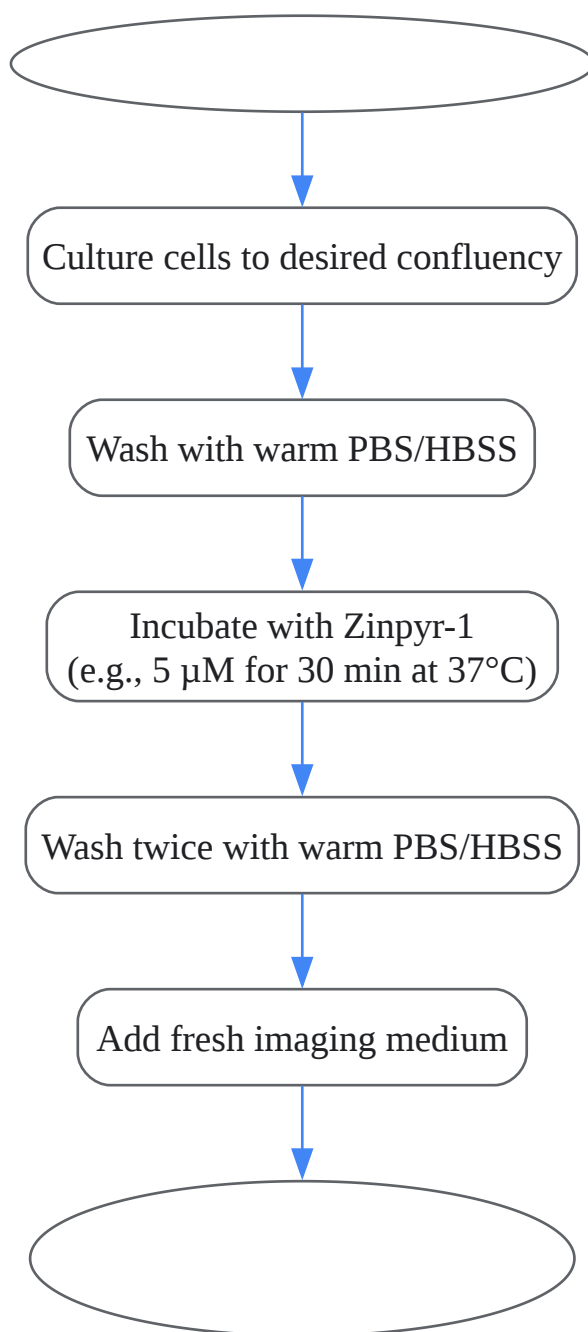 Culture cells to desired confluency
Wash with warm PBS/HBSS
Incubate with Zinpyr-1
(e.g., 5 µM for 30 min at 37°C)
Wash twice with warm PBS/HBSS
Add fresh imaging medium